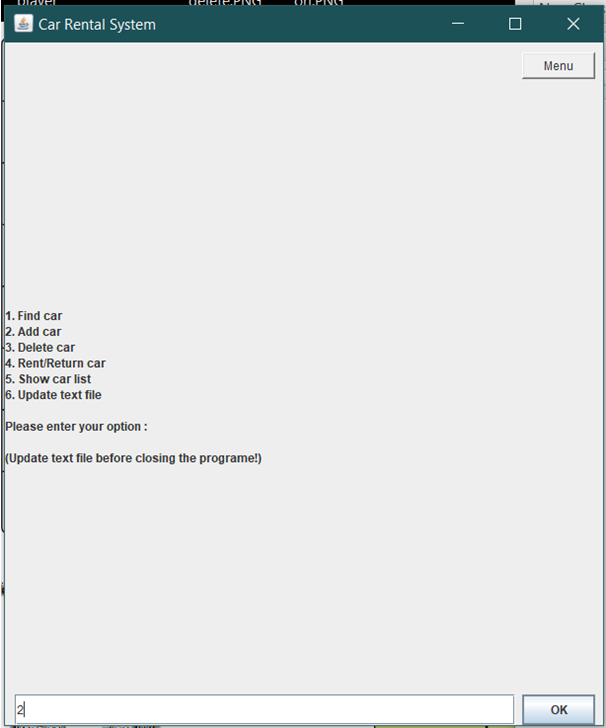 Car Rental System
Menu
1. Find car
2. Add car
3. Delete car
4. Rent/Return car
5. Show car list
6. Update text file
Please enter your option :
(Update text file before closing the programe!)
2
OK